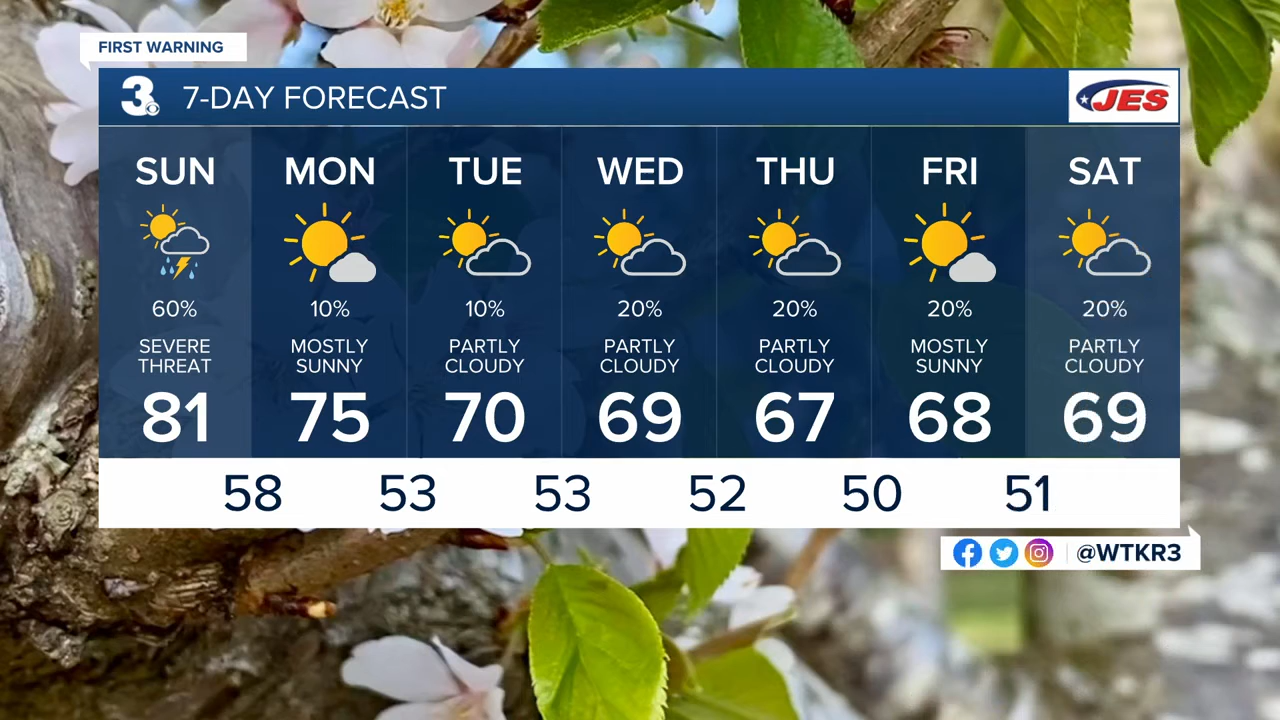 FIRST WARNING
3 7-DAY FORECAST JES
SUN MON TUE WED THU FRI SAT
60% 10% 10% 20% 20% 20% 20%
SEVERE MOSTLY PARTLY PARTLY PARTLY MOSTLY PARTLY
THREAT SUNNY CLOUDY CLOUDY CLOUDY SUNNY CLOUDY
81 75 70 69 67 68 69
58 53 53 52 50 51
@WTKR3